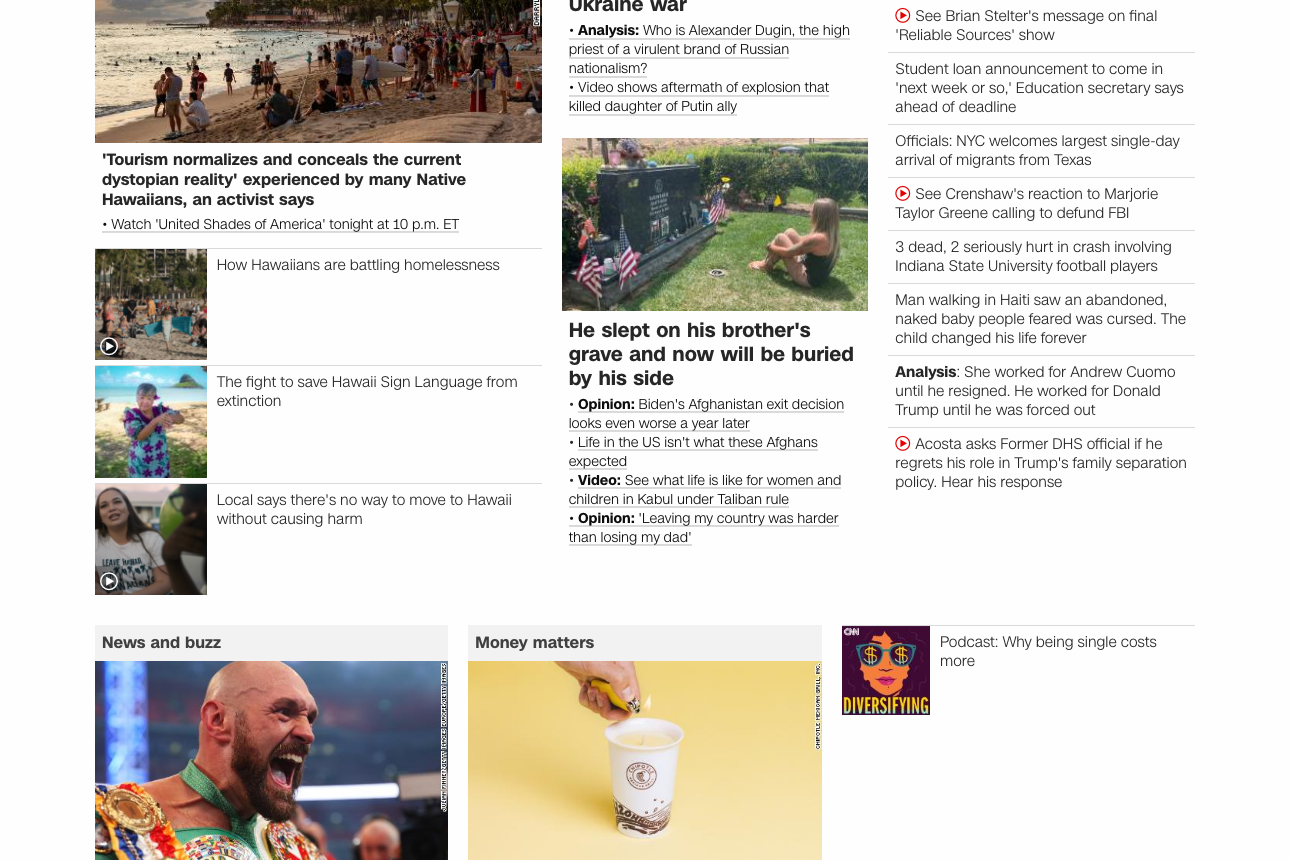 'Tourism normalizes and conceals the current
dystopian reality' experienced by many Native
Hawaiians, an activist says
• Watch 'United Shades of America' tonight at 10 p.m. ET
How Hawaiians are battling homelessness
The fight to save Hawaii Sign Language from
extinction
Local says there's no way to move to Hawaii
without causing harm
Ukraine war
• Analysis: Who is Alexander Dugin, the high
priest of a virulent brand of Russian
nationalism?
• Video shows aftermath of explosion that
killed daughter of Putin ally
He slept on his brother's
grave and now will be buried
by his side
• Opinion: Biden's Afghanistan exit decision
looks even worse a year later
• Life in the US isn't what these Afghans
expected
• Video: See what life is like for women and
children in Kabul under Taliban rule
• Opinion: 'Leaving my country was harder
than losing my dad'
See Brian Stelter's message on final
'Reliable Sources' show
Student loan announcement to come in
'next week or so,' Education secretary says
ahead of deadline
Officials: NYC welcomes largest single-day
arrival of migrants from Texas
See Crenshaw's reaction to Marjorie
Taylor Greene calling to defund FBI
3 dead, 2 seriously hurt in crash involving
Indiana State University football players
Man walking in Haiti saw an abandoned,
naked baby people feared was cursed. The
child changed his life forever
Analysis: She worked for Andrew Cuomo
until he resigned. He worked for Donald
Trump until he was forced out
Acosta asks Former DHS official if he
regrets his role in Trump's family separation
policy. Hear his response
News and buzz
Money matters
CHIPOTLE MEXICAN GRILL, INC.
CHIPOTLE
CNN
DIVERSIFYING
Podcast: Why being single costs
more